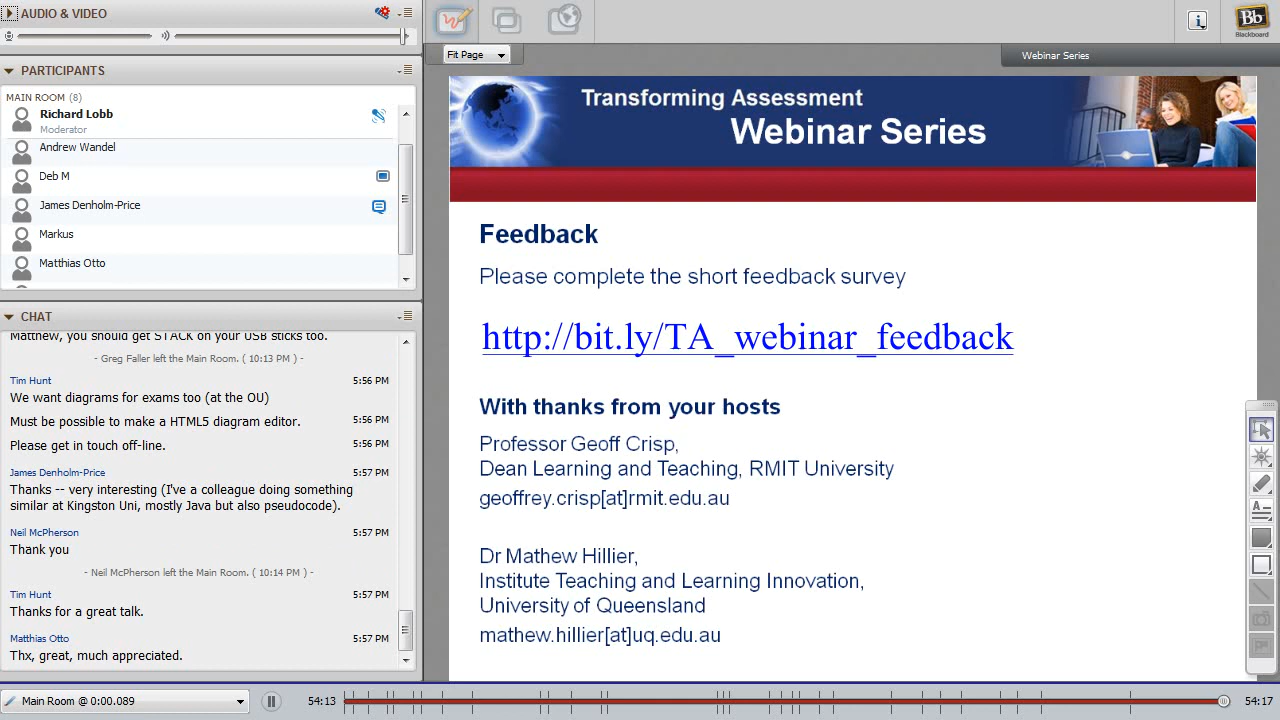 AUDIO & VIDEO
PARTICIPANTS
MAIN ROOM (8)
Richard Lobb
Moderator
Andrew Wandel
Deb M
James Denholm-Price
Markus
Matthias Otto
CHAT
Matthew, you should get STACK on your USB sticks too.
- Greg Faller left the Main Room. ( 10:13 PM ) -
Tim Hunt 5:56 PM
We want diagrams for exams too (at the OU)
Must be possible to make a HTML5 diagram editor. 5:56 PM
Please get in touch off-line. 5:56 PM
James Denholm-Price 5:57 PM
Thanks -- very interesting (I've a colleague doing something
similar at Kingston Uni, mostly Java but also pseudocode).
Neil McPherson 5:57 PM
Thank you
- Neil McPherson left the Main Room. ( 10:14 PM ) -
Tim Hunt 5:57 PM
Thanks for a great talk.
Matthias Otto 5:57 PM
Thx, great, much appreciated.
Main Room @ 0:00.089
54:13
54:17
Fit Page
Webinar Series
Bb
Blackboard
Transforming Assessment
Webinar Series
Feedback
Please complete the short feedback survey
http://bit.ly/TA_webinar_feedback
With thanks from your hosts
Professor Geoff Crisp,
Dean Learning and Teaching, RMIT University
geoffrey.crisp[at]rmit.edu.au
Dr Mathew Hillier,
Institute Teaching and Learning Innovation,
University of Queensland
mathew.hillier[at]uq.edu.au